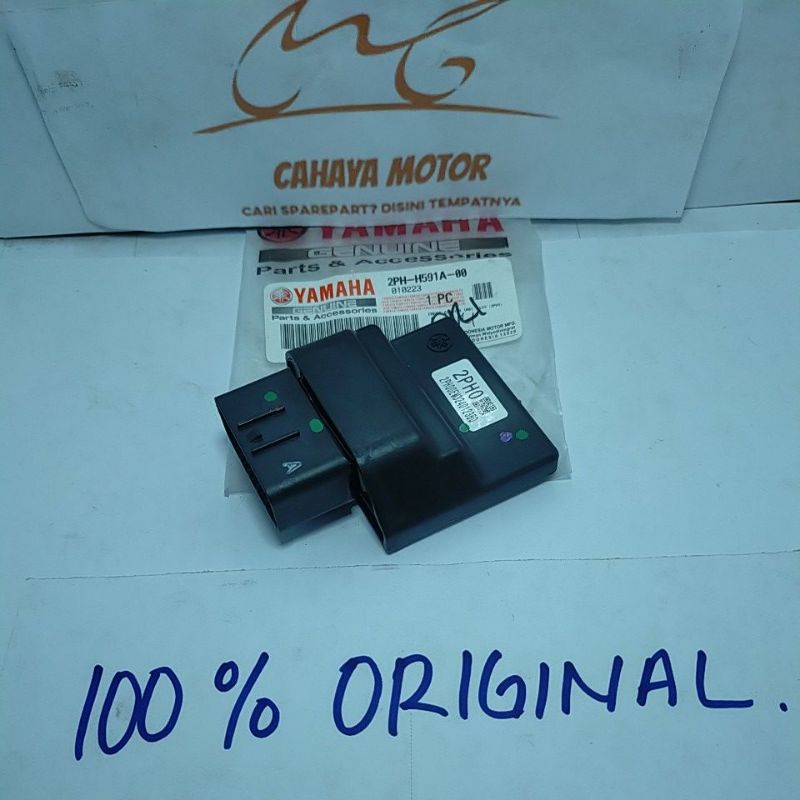 CAHAYA MOTOR
CARI SPAREPART? DISINI TEMPATNYA
YAMAHA
GENUINE
Parts & Accessories
YAMAHA
GENUINE
Parts & Accessories
2PH-H591A-00
010223
1 PC
2PH0
A
100% ORIGINAL.